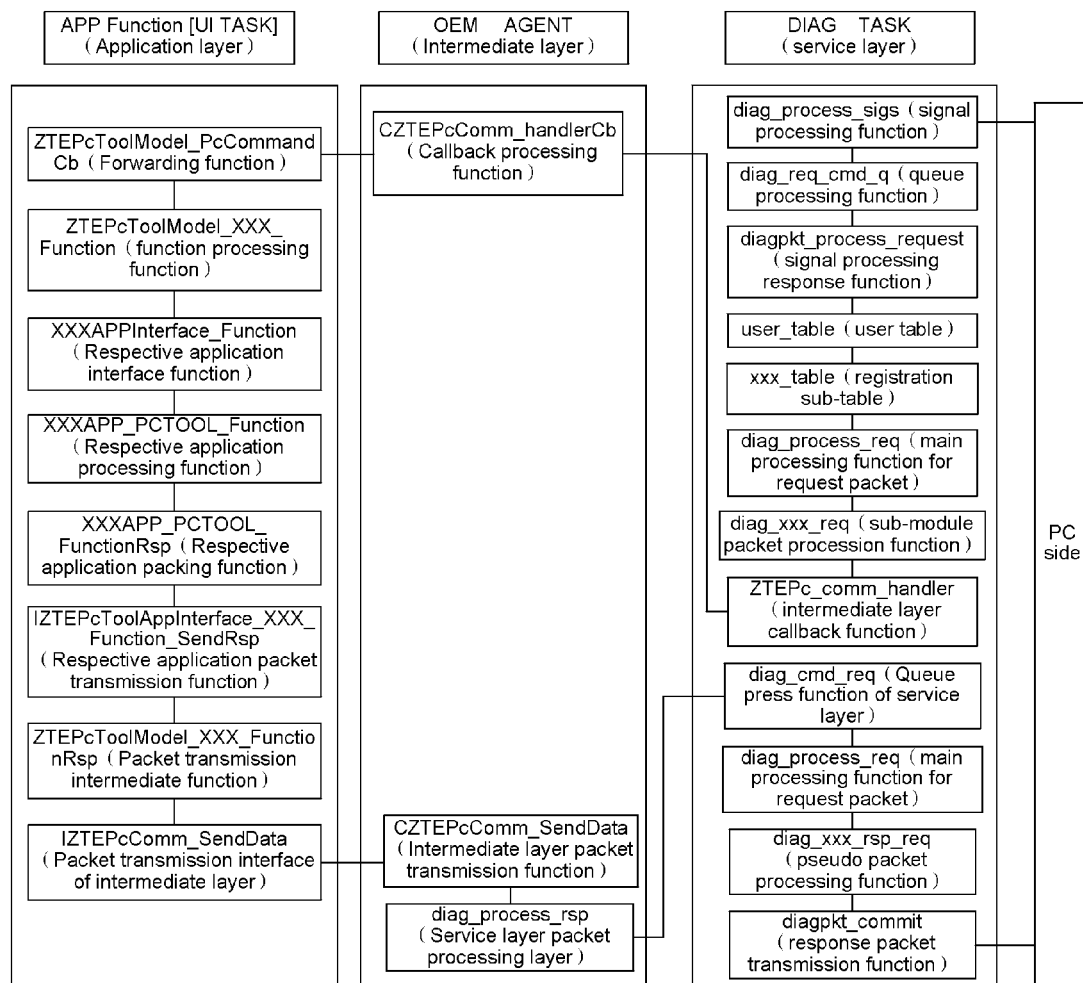 APP Function [UI TASK]
( Application layer )
OEM AGENT
( Intermediate layer )
DIAG TASK
( service layer )
ZTEPcToolModel_PcCommand
Cb ( Forwarding function )
ZTEPcToolModel_XXX_
Function ( function processing
function )
XXXAPPInterface_Function
( Respective application
interface function )
XXXAPP_PCTOOL_Function
( Respective application
processing function )
XXXAPP_PCTOOL_
FunctionRsp ( Respective
application packing function )
IZTEPcToolAppInterface_XXX_
Function_SendRsp
( Respective application packet
transmission function )
ZTEPcToolModel_XXX_Functio
nRsp ( Packet transmission
intermediate function )
IZTEPcComm_SendData
( Packet transmission interface
of intermediate layer )
CZTEPcComm_handlerCb
( Callback processing
function )
CZTEPcComm_SendData
( Intermediate layer packet
transmission function )
diag_process_rsp
( Service layer packet
processing layer )
diag_process_sigs ( signal
processing function )
diag_req_cmd_q ( queue
processing function )
diagpkt_process_request
( signal processing
response function )
user_table ( user table )
xxx_table ( registration
sub-table )
diag_process_req ( main
processing function for
request packet )
diag_xxx_req ( sub-module
packet procession function )
ZTEPc_comm_handler
( intermediate layer
callback function )
diag_cmd_req ( Queue
press function of service
layer )
diag_process_req ( main
processing function for
request packet )
diag_xxx_rsp_req
( pseudo packet
processing function )
diagpkt_commit
( response packet
transmission function )
PC
side